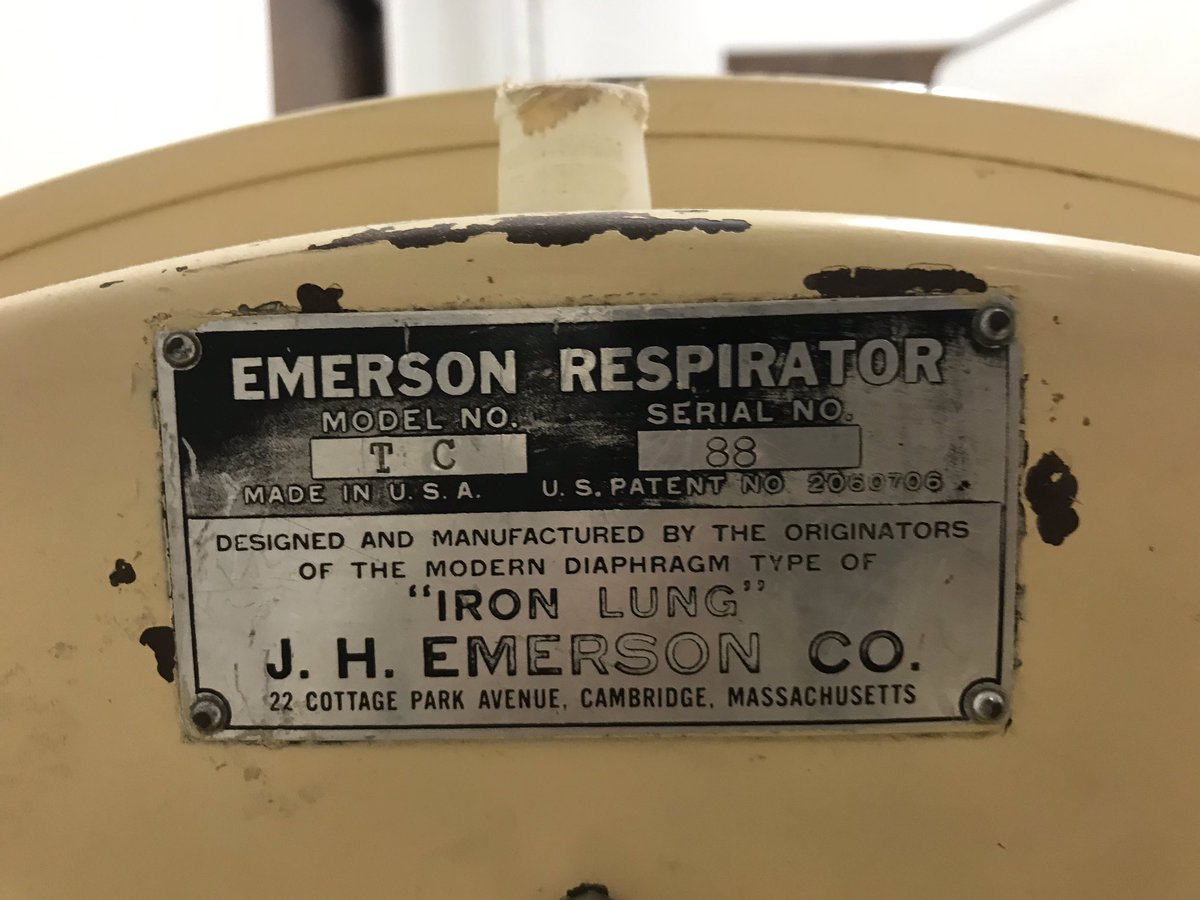 EMERSON RESPIRATOR
MODEL NO. SERIAL NO.
T C 88
MADE IN U.S.A. U.S. PATENT NO 2060706
DESIGNED AND MANUFACTURED BY THE ORIGINATORS
OF THE MODERN DIAPHRAGM TYPE OF
"IRON LUNG"
J. H. EMERSON CO.
22 COTTAGE PARK AVENUE, CAMBRIDGE, MASSACHUSETTS